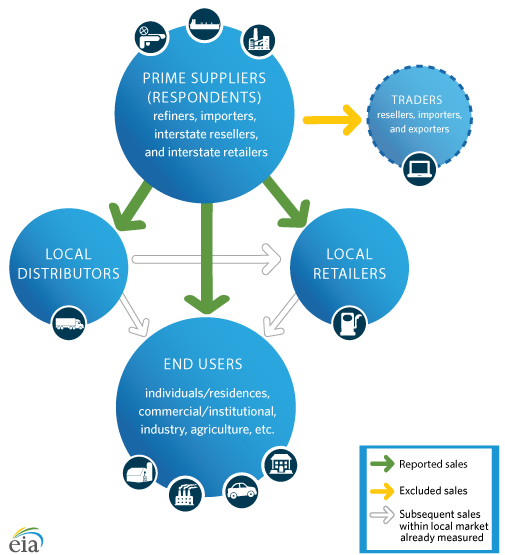 PRIME SUPPLIERS
(RESPONDENTS)
refiners, importers,
interstate resellers,
and interstate retailers
TRADERS
resellers, importers,
and exporters
LOCAL
DISTRIBUTORS
LOCAL
RETAILERS
END USERS
individuals/residences,
commercial/institutional,
industry, agriculture, etc.
Reported sales
Excluded sales
Subsequent sales
within local market
already measured
eia